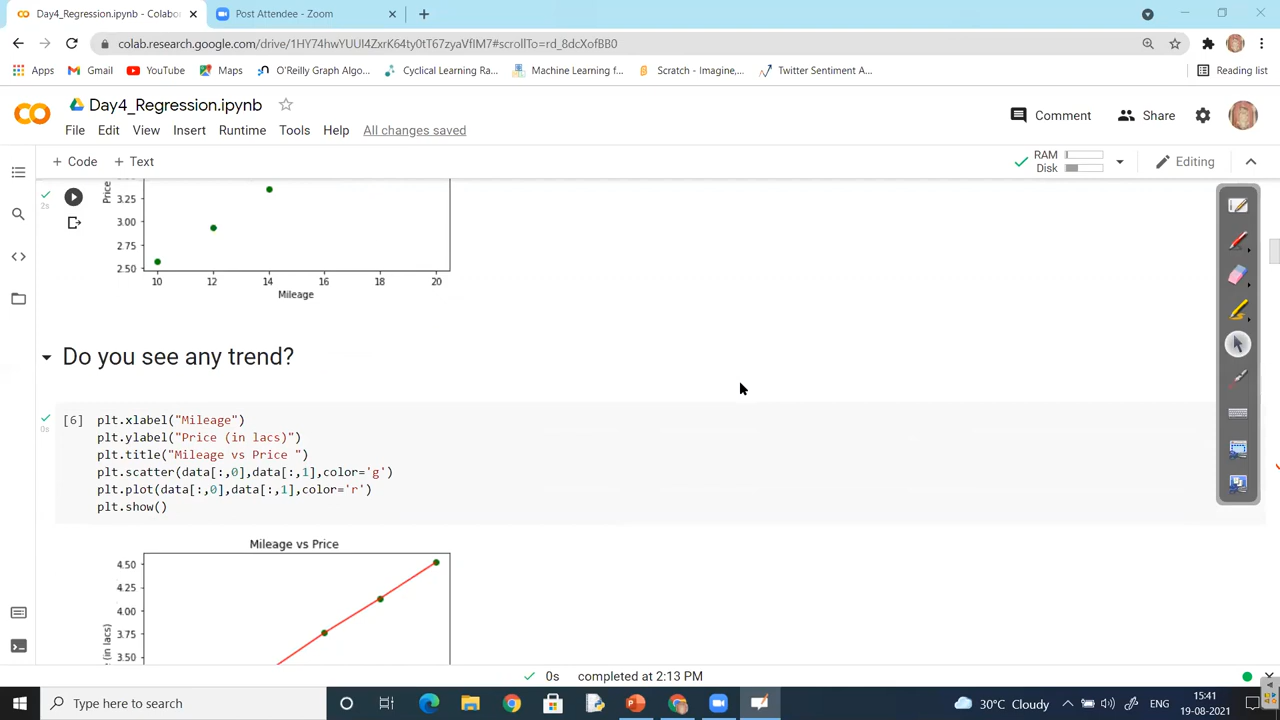 Day4_Regression.ipynb - Colabor
Post Attendee - Zoom
colab.research.google.com/drive/1HY74hwYUUl4ZxrK64ty0tT67zyaVfIM7#scrollTo=rd_8dcXofBB0
Apps
Gmail
YouTube
Maps
O'Reilly Graph Algo...
Cyclical Learning Ra...
Machine Learning f...
Scratch - Imagine,...
Twitter Sentiment A...
Reading list
Day4_Regression.ipynb
Comment
Share
File Edit View Insert Runtime Tools Help All changes saved
+ Code + Text
RAM
Disk
Editing
2s
Price
3.25
3.00
2.75
2.50
10 12 14 16 18 20
Mileage
Do you see any trend?
0s
[6] plt.xlabel("Mileage")
plt.ylabel("Price (in lacs)")
plt.title("Mileage vs Price ")
plt.scatter(data[:,0],data[:,1],color='g')
plt.plot(data[:,0],data[:,1],color='r')
plt.show()
Mileage vs Price
4.50
4.25
4.00
3.75
3.50
(in lacs)
0s completed at 2:13 PM
Type here to search
30°C Cloudy
ENG
15:41
19-08-2021